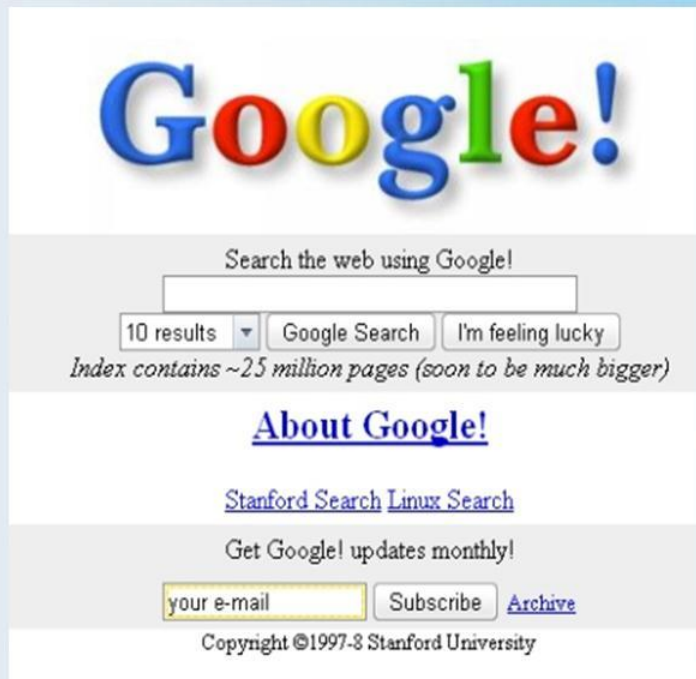 Google!
Search the web using Google!
10 results Google Search I'm feeling lucky
Index contains ~25 million pages (soon to be much bigger)
About Google!
Stanford Search Linux Search
Get Google! updates monthly!
your e-mail Subscribe Archive
Copyright ©1997-8 Stanford University